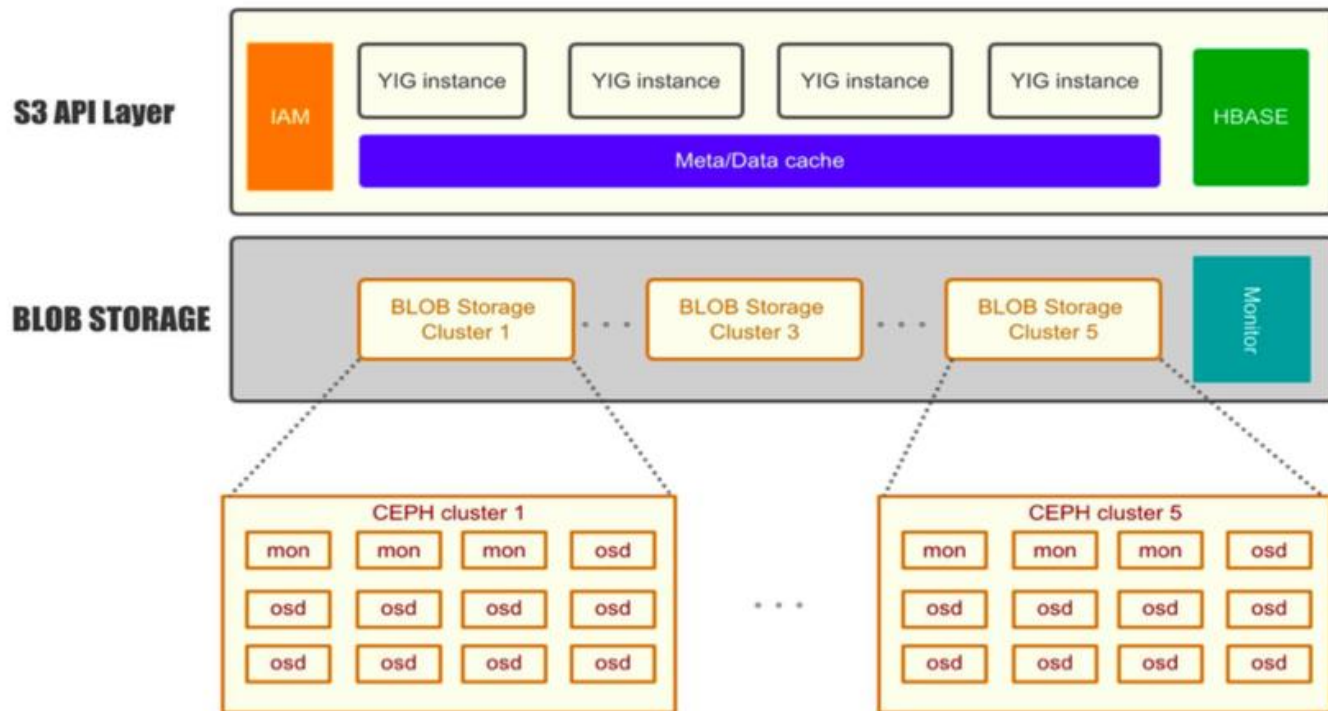 S3 API Layer
IAM
YIG instance
YIG instance
YIG instance
YIG instance
Meta/Data cache
HBASE
BLOB STORAGE
BLOB Storage
Cluster 1
BLOB Storage
Cluster 3
BLOB Storage
Cluster 5
Monitor
CEPH cluster 1
mon mon mon osd
osd osd osd osd
osd osd osd osd
CEPH cluster 5
mon mon mon osd
osd osd osd osd
osd osd osd osd